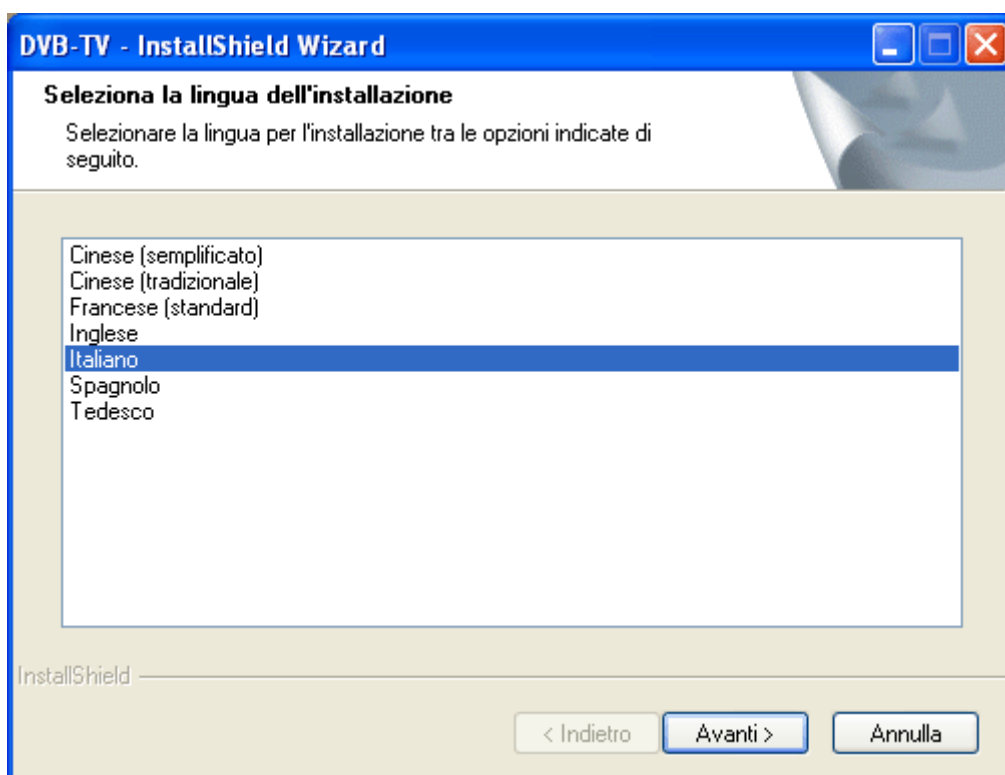 DVB-TV - InstallShield Wizard
Seleziona la lingua dell'installazione
Selezionare la lingua per l'installazione tra le opzioni indicate di
seguito.
Cinese (semplificato)
Cinese (tradizionale)
Francese (standard)
Inglese
Italiano
Spagnolo
Tedesco
InstallShield
< Indietro
Avanti >
Annulla